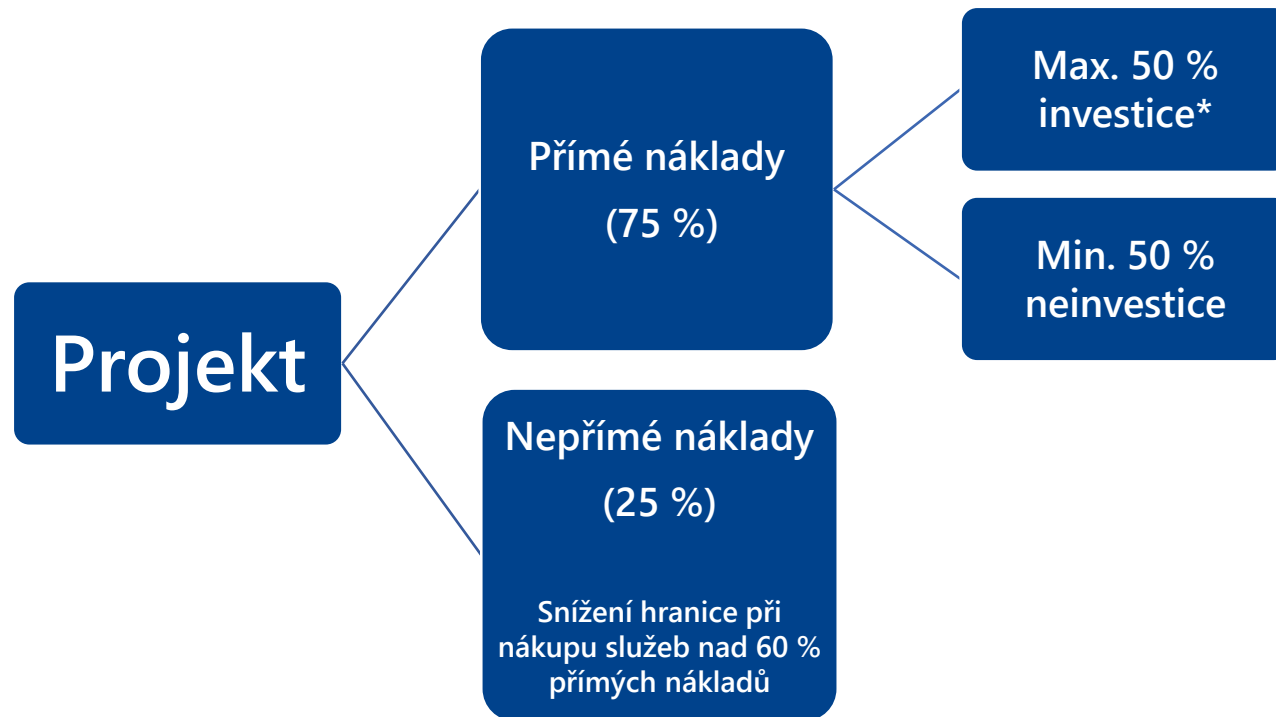 Projekt
Přímé náklady
(75 %)
Nepřímé náklady
(25 %)
Snížení hranice při
nákupu služeb nad 60 %
přímých nákladů
Max. 50 %
investice*
Min. 50 %
neinvestice